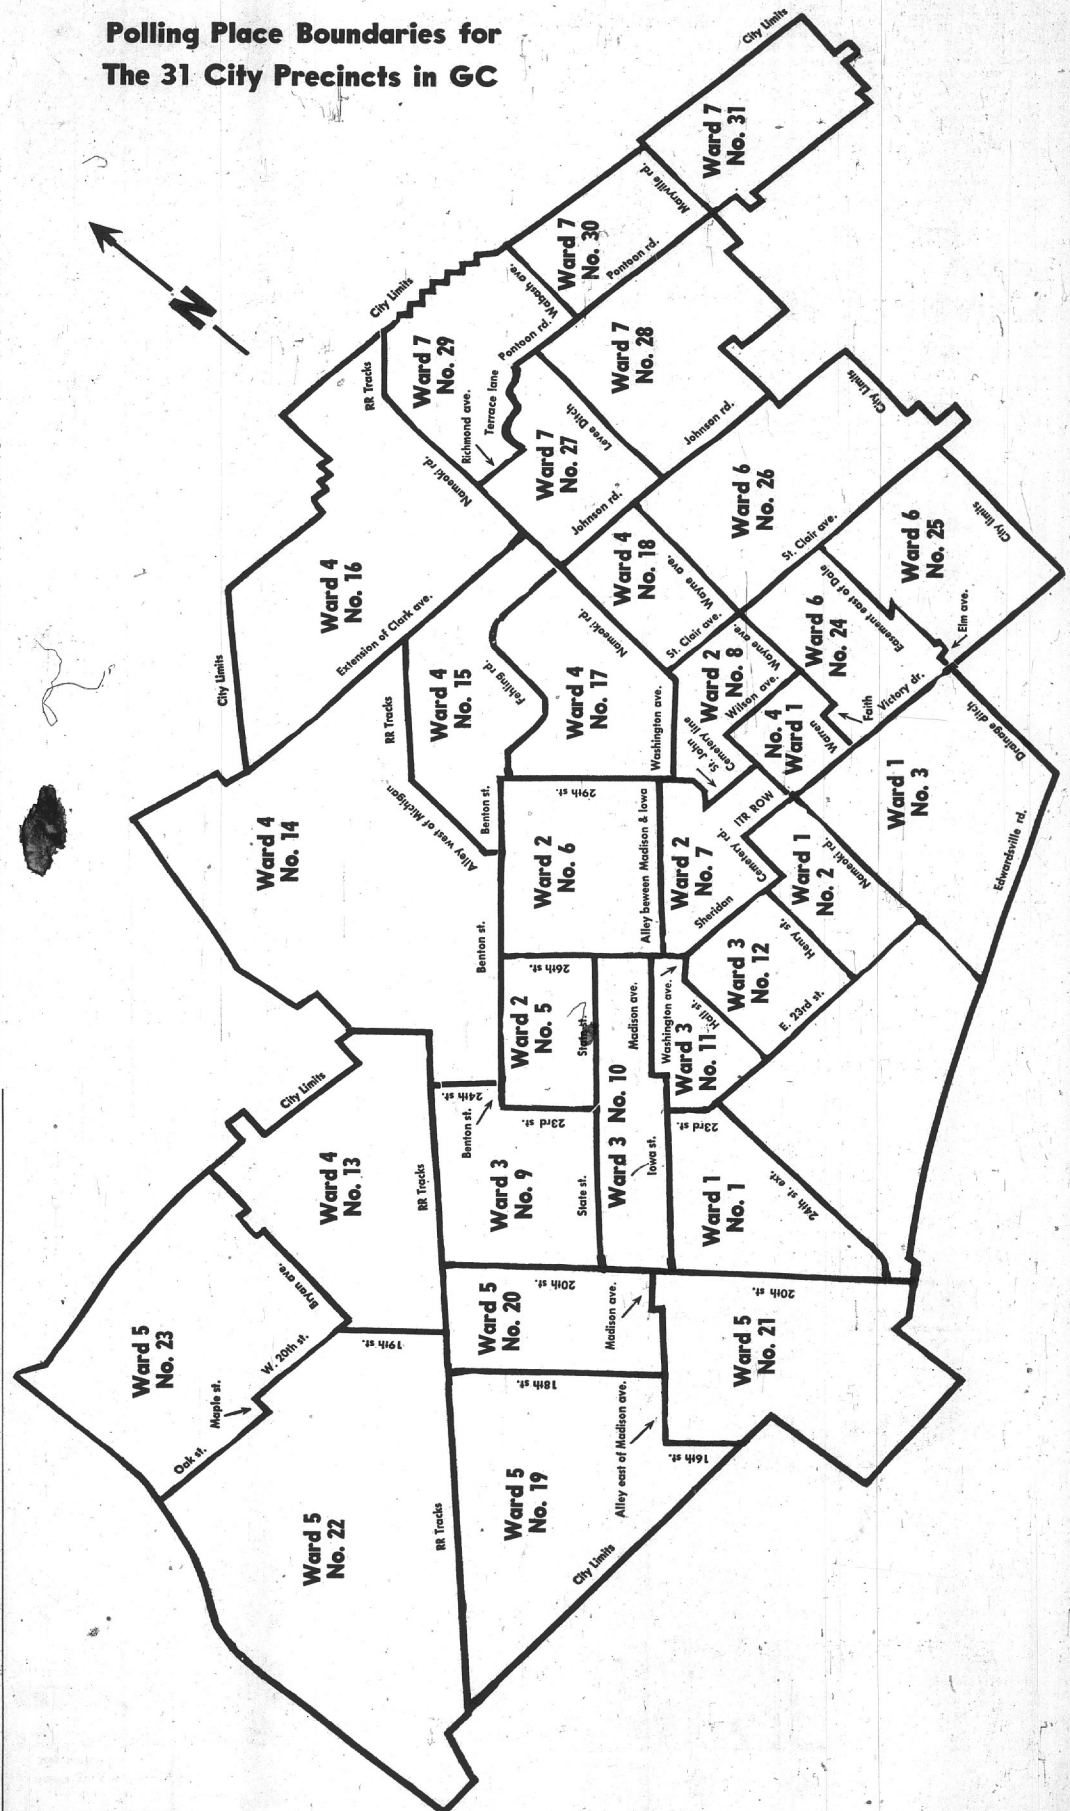 Polling Place Boundaries for
The 31 City Precincts in GC
N
City Limits
Ward 7
No. 31
Maryville rd.
Ward 7
No. 30
Pontoon rd.
Wabash ave.
City Limits
Ward 7
No. 29
Pontoon rd.
Ward 7
No. 28
RR Tracks
Richmond ave.
Terrace lane
Levee Ditch
Ward 7
No. 27
Johnson rd.
City Limits
Nameoki rd.
Johnson rd.
Ward 6
No. 26
St. Clair ave.
Ward 6
No. 25
City limits
Ward 4
No. 16
Ward 4
No. 18
Wayne ave.
Extension of Clark ave.
Nameoki rd.
St. Clair ave.
Easement east of Dale
Elm ave.
Ward 6
No. 24
Wayne ave.
City Limits
Ward 4
No. 15
Fehling rd.
Ward 4
No. 17
Ward 2
No. 8
Wilson ave.
Faith
Victory dr.
RR Tracks
Washington ave.
St. John
Cemetery line
No. 4
Ward 1
Warren
Drainage ditch
Alley west of Michigan
Benton st.
29th st.
ITR ROW
Ward 1
No. 3
Ward 4
No. 14
Ward 2
No. 6
Alley beween Madison & Iowa
Ward 2
No. 7
Cemetery rd.
Ward 1
No. 2
Nameoki rd.
Edwardsville rd.
Benton st.
Sheridan
Henry st.
26th st.
Ward 3
No. 12
Ward 2
No. 5
State st.
Madison ave.
Washington ave.
Hall st.
E. 23rd st.
Ward 3
No. 11
City Limits
24th st.
Benton st.
23rd st.
Ward 3 No. 10
23rd st.
Ward 4
No. 13
RR Tracks
Ward 3
No. 9
State st.
Iowa st.
Ward 1
No. 1
24th st. ext.
Bryan ave.
20th st.
20th st.
Ward 5
No. 23
W. 20th st.
19th st.
Ward 5
No. 20
Madison ave.
Ward 5
No. 21
Maple st.
18th st.
Oak st.
Alley east of Madison ave.
16th st.
Ward 5
No. 22
RR Tracks
Ward 5
No. 19
City Limits